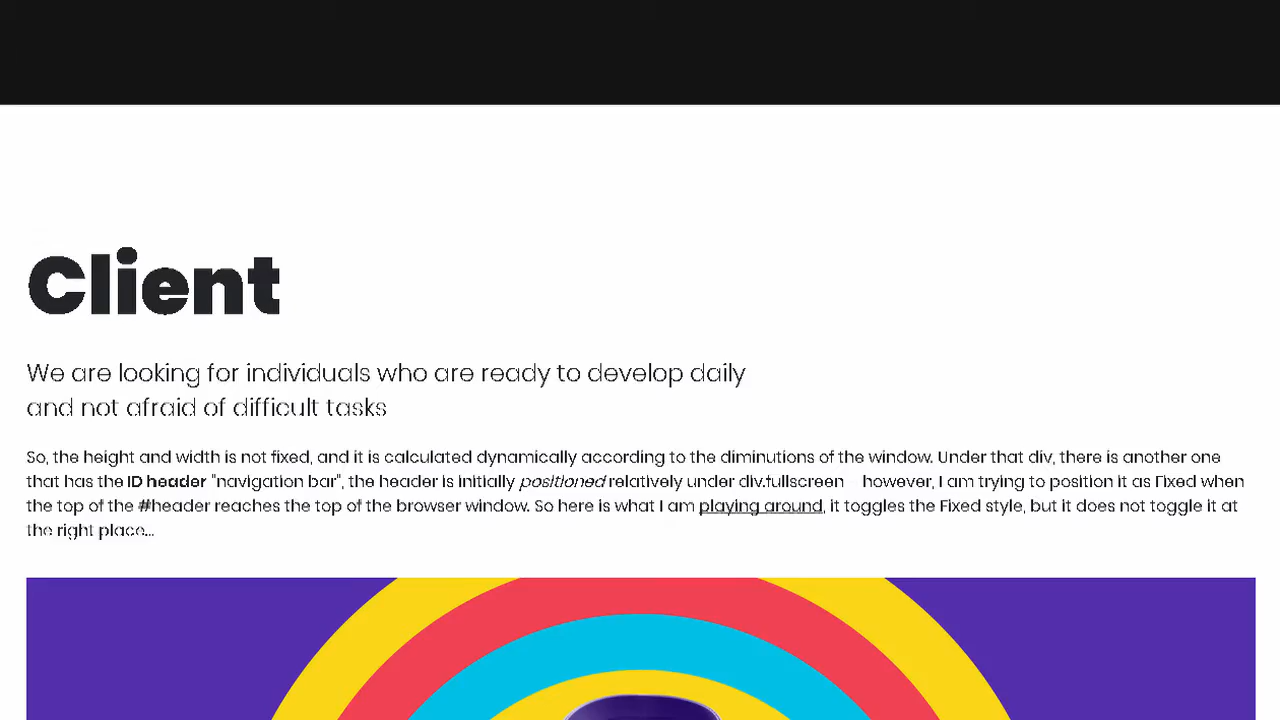 Client
We are looking for individuals who are ready to develop daily
and not afraid of difficult tasks
So, the height and width is not fixed, and it is calculated dynamically according to the diminutions of the window. Under that div, there is another one
that has the ID header "navigation bar", the header is initially positioned relatively under div.fullscreen – however, I am trying to position it as Fixed when
the top of the #header reaches the top of the browser window. So here is what I am playing around, it toggles the Fixed style, but it does not toggle it at
the right place...